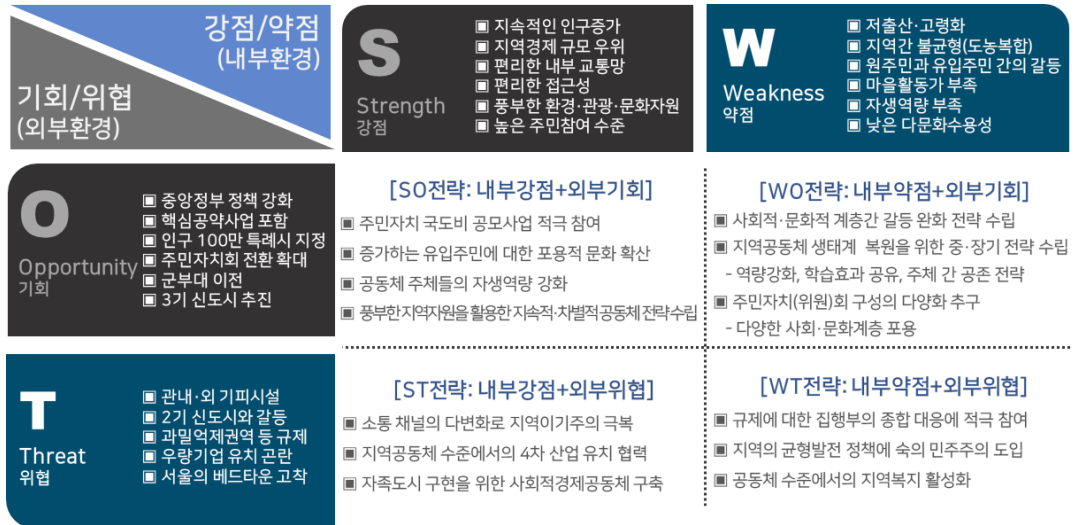 강점/약점
(내부환경)
기회/위협
(외부환경)
S
Strength
강점
▣ 지속적인 인구증가
▣ 지역경제 규모 우위
▣ 편리한 내부 교통망
▣ 편리한 접근성
▣ 풍부한 환경·관광·문화자원
▣ 높은 주민참여 수준
W
Weakness
약점
▣ 저출산·고령화
▣ 지역간 불균형(도농복합)
▣ 원주민과 유입주민 간의 갈등
▣ 마을활동가 부족
▣ 자생역량 부족
▣ 낮은 다문화수용성
O
Opportunity
기회
▣ 중앙정부 정책 강화
▣ 핵심공약사업 포함
▣ 인구 100만 특례시 지정
▣ 주민자치회 전환 확대
▣ 군부대 이전
▣ 3기 신도시 추진
[SO전략: 내부강점+외부기회]
▣ 주민자치 국도비 공모사업 적극 참여
▣ 증가하는 유입주민에 대한 포용적 문화 확산
▣ 공동체 주체들의 자생역량 강화
▣ 풍부한 지역자원을 활용한 지속적·차별적 공동체 전략 수립
[WO전략: 내부약점+외부기회]
▣ 사회적·문화적 계층간 갈등 완화 전략 수립
▣ 지역공동체 생태계 복원을 위한 중·장기 전략 수립
- 역량강화, 학습효과 공유, 주체 간 공존 전략
▣ 주민자치(위원)회 구성의 다양화 추구
- 다양한 사회·문화계층 포용
T
Threat
위협
▣ 관내·외 기피시설
▣ 2기 신도시와 갈등
▣ 과밀억제권역 등 규제
▣ 우량기업 유치 곤란
▣ 서울의 베드타운 고착
[ST전략: 내부강점+외부위협]
▣ 소통 채널의 다변화로 지역이기주의 극복
▣ 지역공동체 수준에서의 4차 산업 유치 협력
▣ 자족도시 구현을 위한 사회적경제공동체 구축
[WT전략: 내부약점+외부위협]
▣ 규제에 대한 집행부의 종합 대응에 적극 참여
▣ 지역의 균형발전 정책에 숙의 민주주의 도입
▣ 공동체 수준에서의 지역복지 활성화